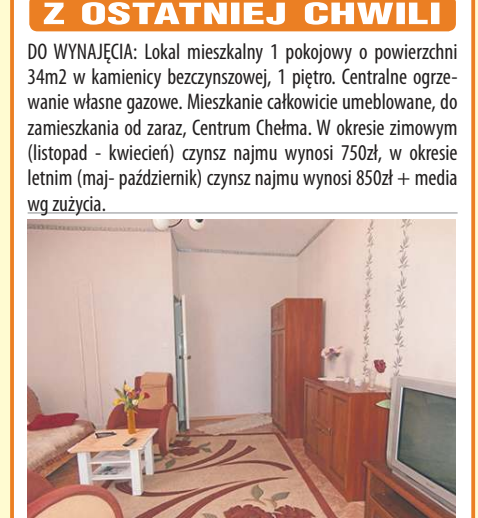 Z OSTATNIEJ CHWILI
DO WYNAJĘCIA: Lokal mieszkalny 1 pokojowy o powierzchni
34m2 w kamienicy bezczynszowej, 1 piętro. Centralne ogrze-
wanie własne gazowe. Mieszkanie całkowicie umeblowane, do
zamieszkania od zaraz, Centrum Chełma. W okresie zimowym
(listopad - kwiecień) czynsz najmu wynosi 750zł, w okresie
letnim (maj- październik) czynsz najmu wynosi 850zł + media
wg zużycia.